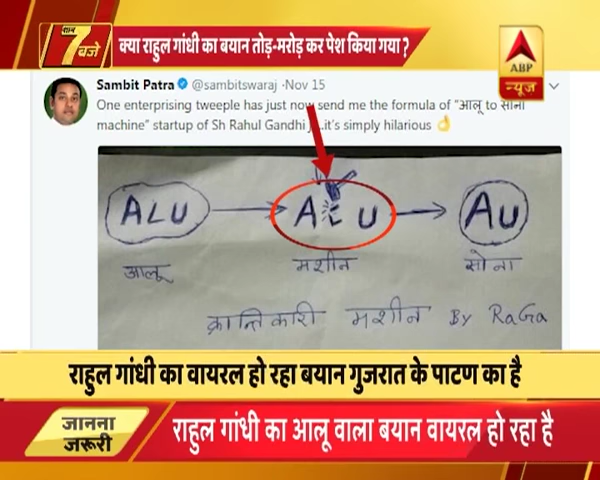 शाम
7 बजे
क्या राहुल गांधी का बयान तोड़-मरोड़ कर पेश किया गया ?
ABP
न्यूज़
Sambit Patra @sambitswaraj · Nov 15
One enterprising tweeple has just now send me the formula of "आलू to सोना
machine" startup of Sh Rahul Gandhi ..it's simply hilarious 👌
ALU A L U Au
आलू मशीन सोना
क्रान्तिकारी मशीन By RaGa
राहुल गांधी का वायरल हो रहा बयान गुजरात के पाटण का है
जानना
जरूरी
राहुल गांधी का आलू वाला बयान वायरल हो रहा है